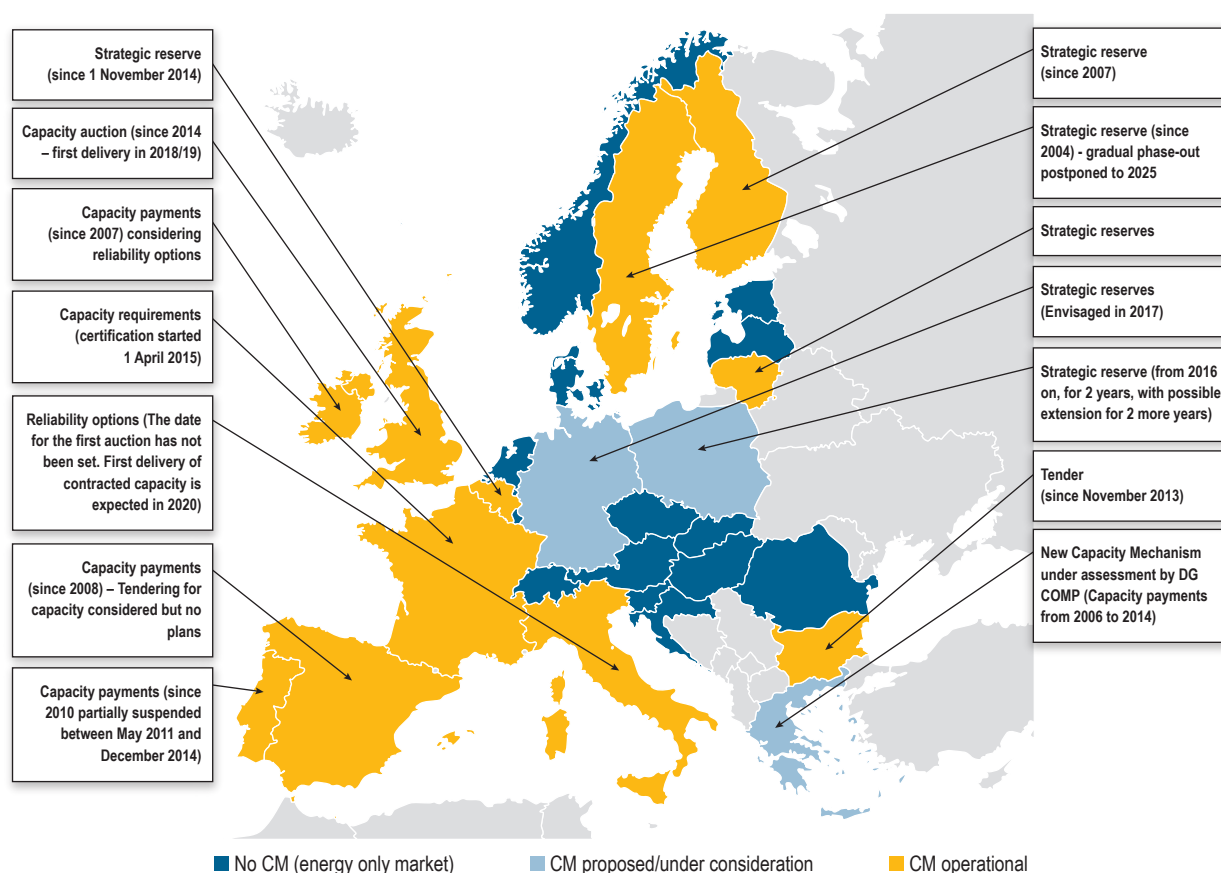 Strategic reserve
(since 1 November 2014)
Capacity auction (since 2014
– first delivery in 2018/19)
Capacity payments
(since 2007) considering
reliability options
Capacity requirements
(certification started
1 April 2015)
Reliability options (The date
for the first auction has not
been set. First delivery of
contracted capacity is
expected in 2020)
Capacity payments
(since 2008) – Tendering for
capacity considered but no
plans
Capacity payments (since
2010 partially suspended
between May 2011 and
December 2014)
Strategic reserve
(since 2007)
Strategic reserve (since
2004) - gradual phase-out
postponed to 2025
Strategic reserves
Strategic reserves
(Envisaged in 2017)
Strategic reserve (from 2016
on, for 2 years, with possible
extension for 2 more years)
Tender
(since November 2013)
New Capacity Mechanism
under assessment by DG
COMP (Capacity payments
from 2006 to 2014)
No CM (energy only market)
CM proposed/under consideration
CM operational